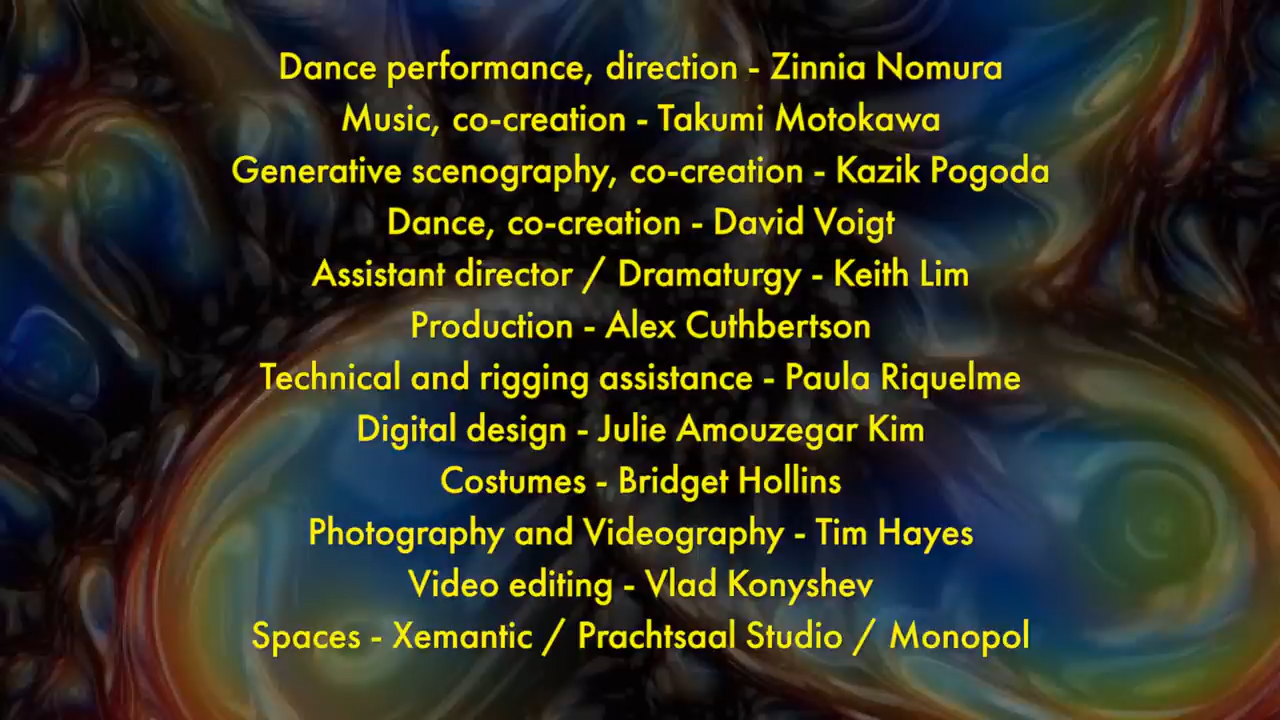 Dance performance, direction - Zinnia Nomura
Music, co-creation - Takumi Motokawa
Generative scenography, co-creation - Kazik Pogoda
Dance, co-creation - David Voigt
Assistant director / Dramaturgy - Keith Lim
Production - Alex Cuthbertson
Technical and rigging assistance - Paula Riquelme
Digital design - Julie Amouzegar Kim
Costumes - Bridget Hollins
Photography and Videography - Tim Hayes
Video editing - Vlad Konyshev
Spaces - Xemantic / Prachtsaal Studio / Monopol